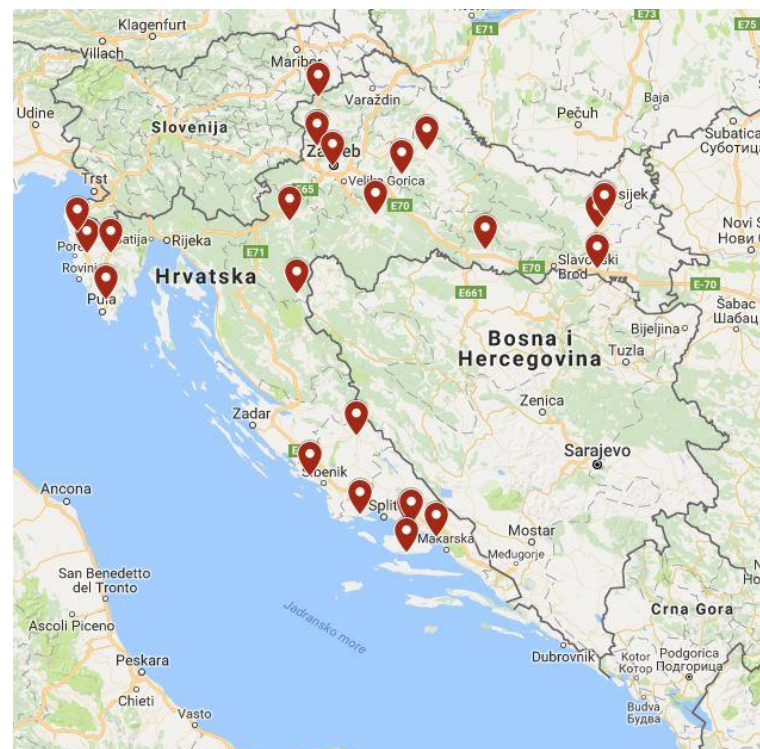 Klagenfurt
E71
E73
E75
Villach
Maribor
Varaždin
Baja
Udine
Pečuh
Slovenija
Subatica
Суботица
Zagreb
Trst
Velika Gorica
E65
E70
Rijeka
E71
Novi S
Нови С
Rovinj
Hrvatska
Slavonski
Brod
E70
E-70
Pula
E661
Šabac
Шабац
Bosna i
Hercegovina
Bijeljina
Tuzla
Zadar
Zenica
Sarajevo
Šibenik
Ancona
Split
Mostar
Makarska
Međugorje
San Benedetto
del Tronto
Ascoli Piceno
Jadransko more
Crna Gora
Dubrovnik
Kotor
Котор
Podgorica
Подгорица
Peskara
Chieti
Budva
Будва
Vasto